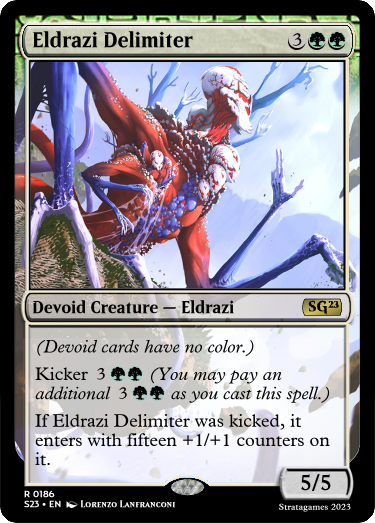 Eldrazi Delimiter 3
Devoid Creature — Eldrazi SG23
(Devoid cards have no color.)
Kicker 3 (You may pay an
additional 3 as you cast this spell.)
If Eldrazi Delimiter was kicked, it
enters with fifteen +1/+1 counters on
it.
5/5
R 0186
S23 • EN Lorenzo Lanfranconi
Stratagames 2023